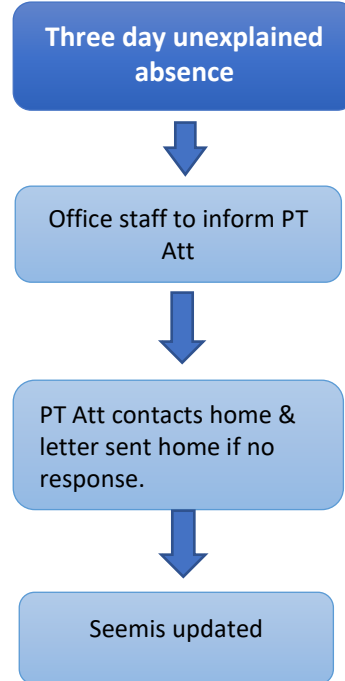 Three day unexplained
absence
Office staff to inform PT
Att
PT Att contacts home &
letter sent home if no
response.
Seemis updated